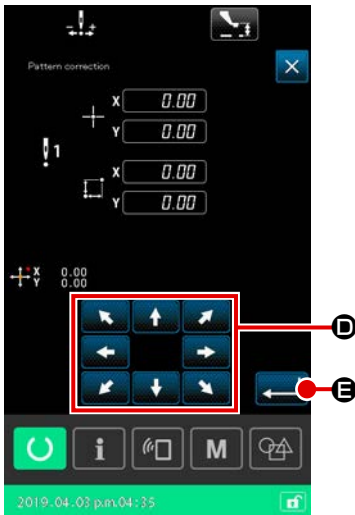 Pattern correction
X 0.00
Y 0.00
1
X 0.00
Y 0.00
X 0.00
Y 0.00
D
E
i M
2019.04.03 p.m.04:35